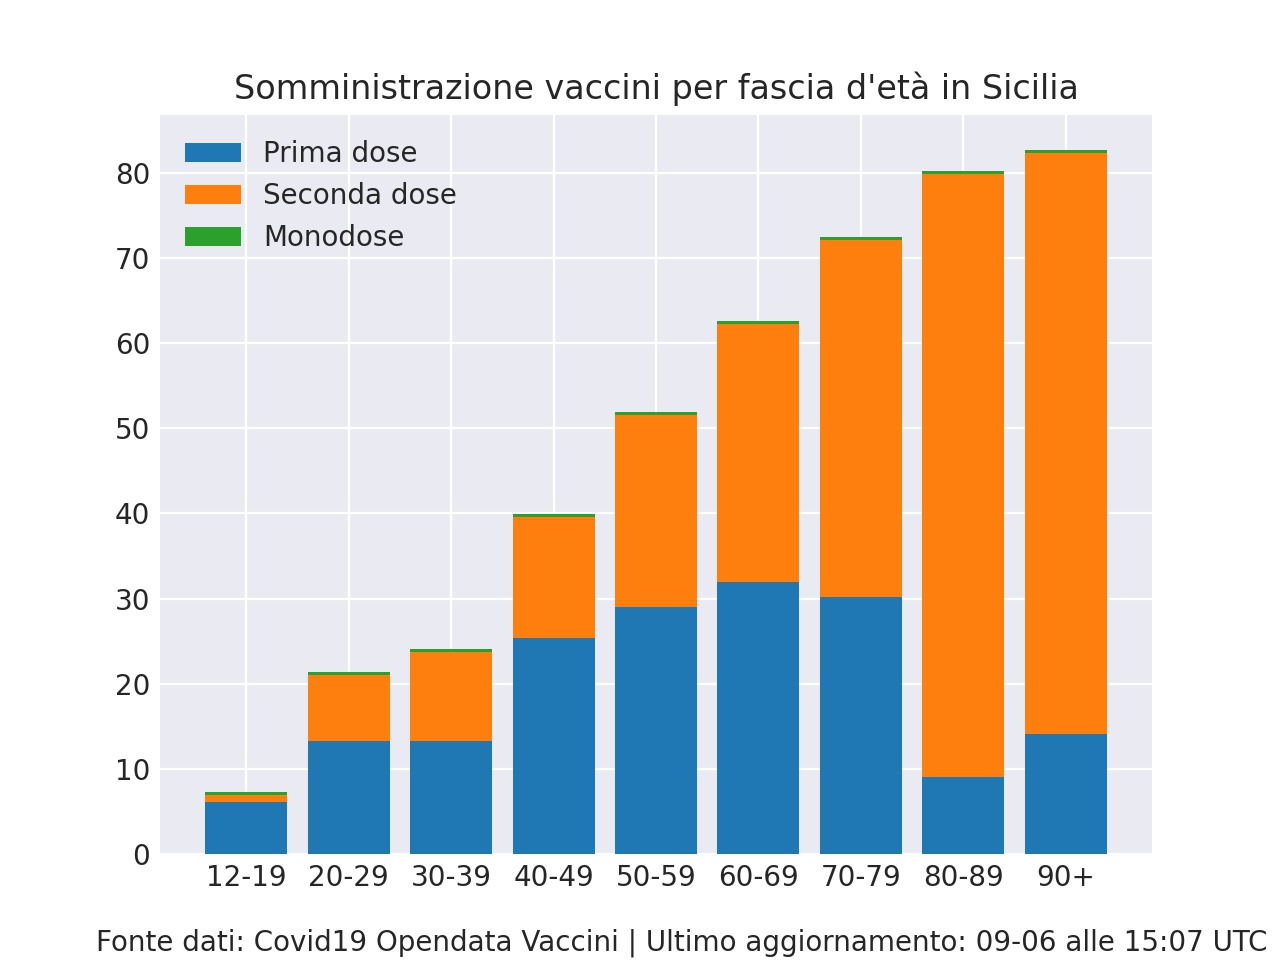 Somministrazione vaccini per fascia d'età in Sicilia
Prima dose
Seconda dose
Monodose
80
70
60
50
40
30
20
10
0
12-19 20-29 30-39 40-49 50-59 60-69 70-79 80-89 90+
Fonte dati: Covid19 Opendata Vaccini | Ultimo aggiornamento: 09-06 alle 15:07 UTC